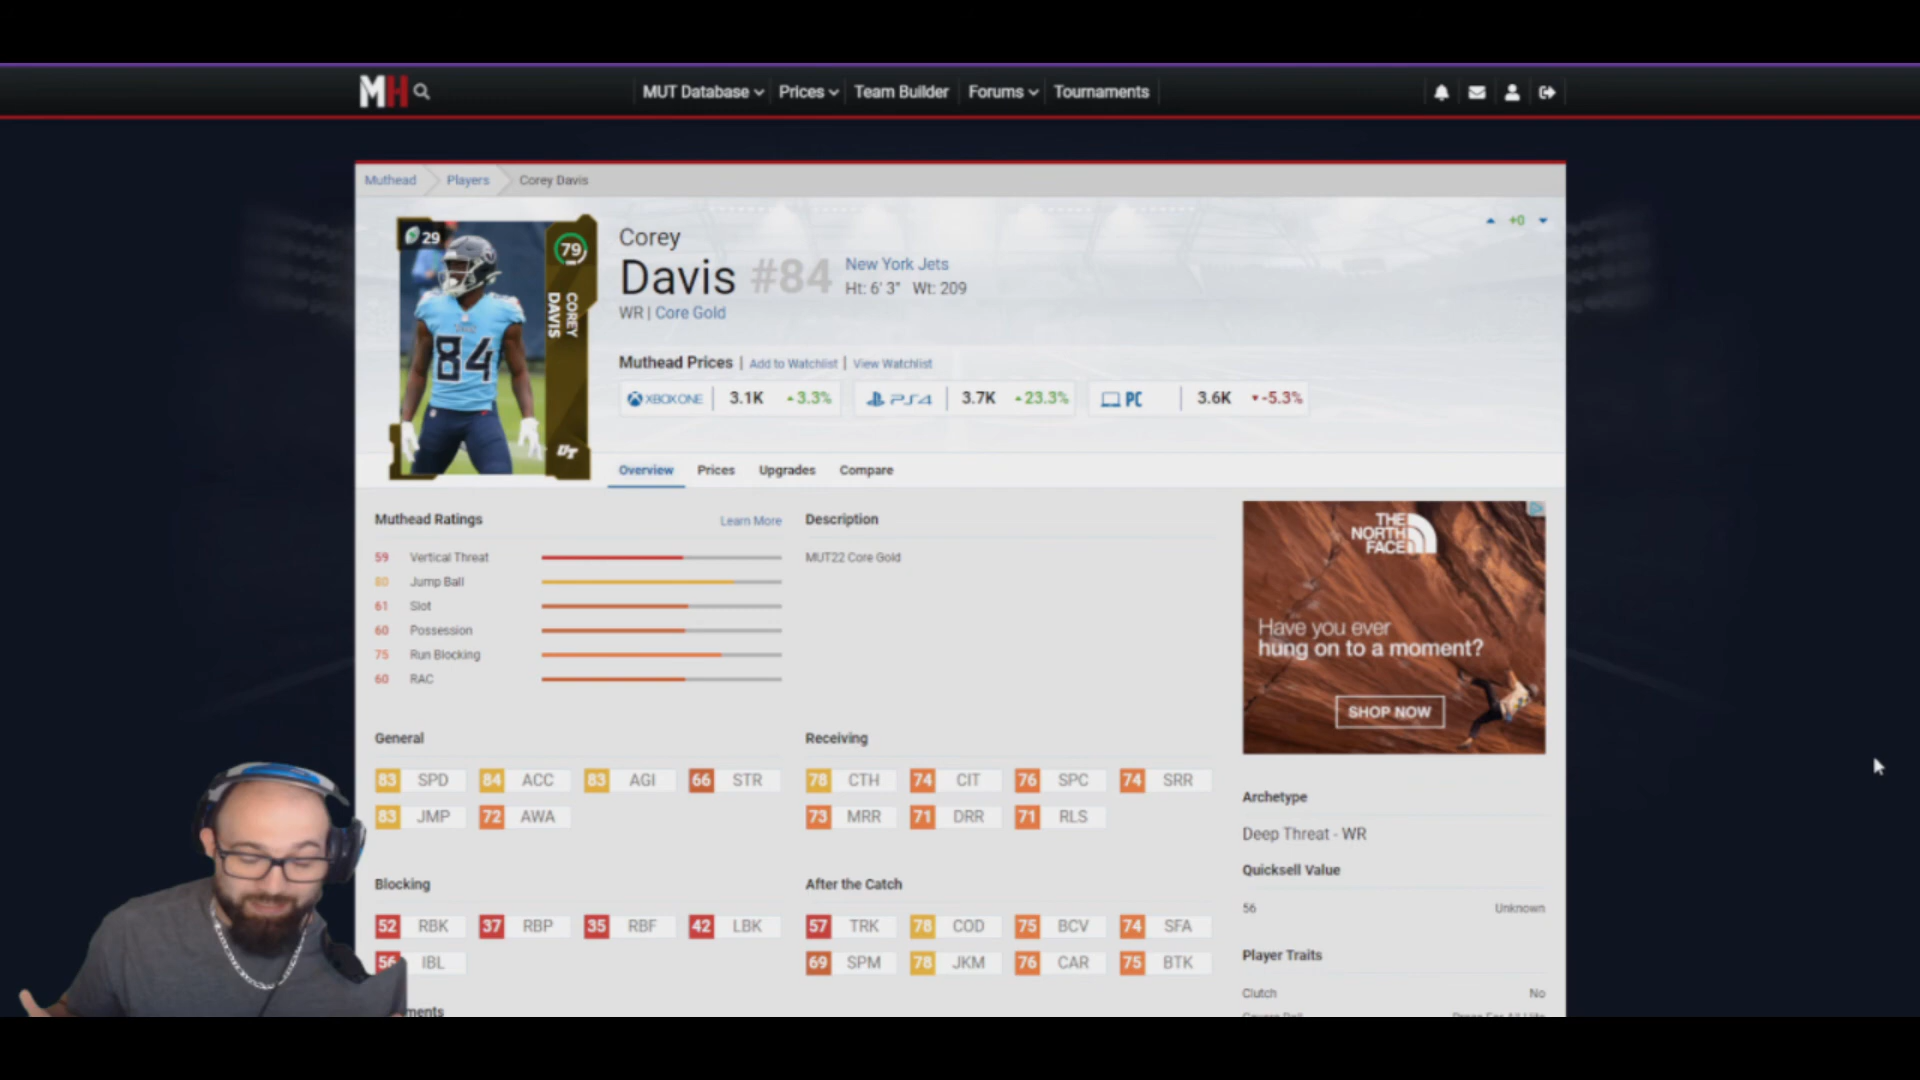 MH
MUT Database
Prices
Team Builder
Forums
Tournaments
Muthead
Players
Corey Davis
29
79
COREY
DAVIS
84
UT
Corey
Davis #84
New York Jets
Ht: 6' 3" Wt: 209
WR | Core Gold
+0
Muthead Prices | Add to Watchlist | View Watchlist
XBOX ONE 3.1K 3.3%
PS4 3.7K 23.3%
PC 3.6K -5.3%
Overview Prices Upgrades Compare
Muthead Ratings Learn More
59 Vertical Threat
80 Jump Ball
61 Slot
60 Possession
75 Run Blocking
60 RAC
Description
MUT22 Core Gold
THE
NORTH
FACE
Have you ever
hung on to a moment?
SHOP NOW
General
83 SPD 84 ACC 83 AGI 66 STR
83 JMP 72 AWA
Receiving
78 CTH 74 CIT 76 SPC 74 SRR
73 MRR 71 DRR 71 RLS
Blocking
52 RBK 37 RBP 35 RBF 42 LBK
56 IBL
After the Catch
57 TRK 78 COD 75 BCV 74 SFA
69 SPM 78 JKM 76 CAR 75 BTK
Archetype
Deep Threat - WR
Quicksell Value
56 Unknown
Player Traits
Clutch No